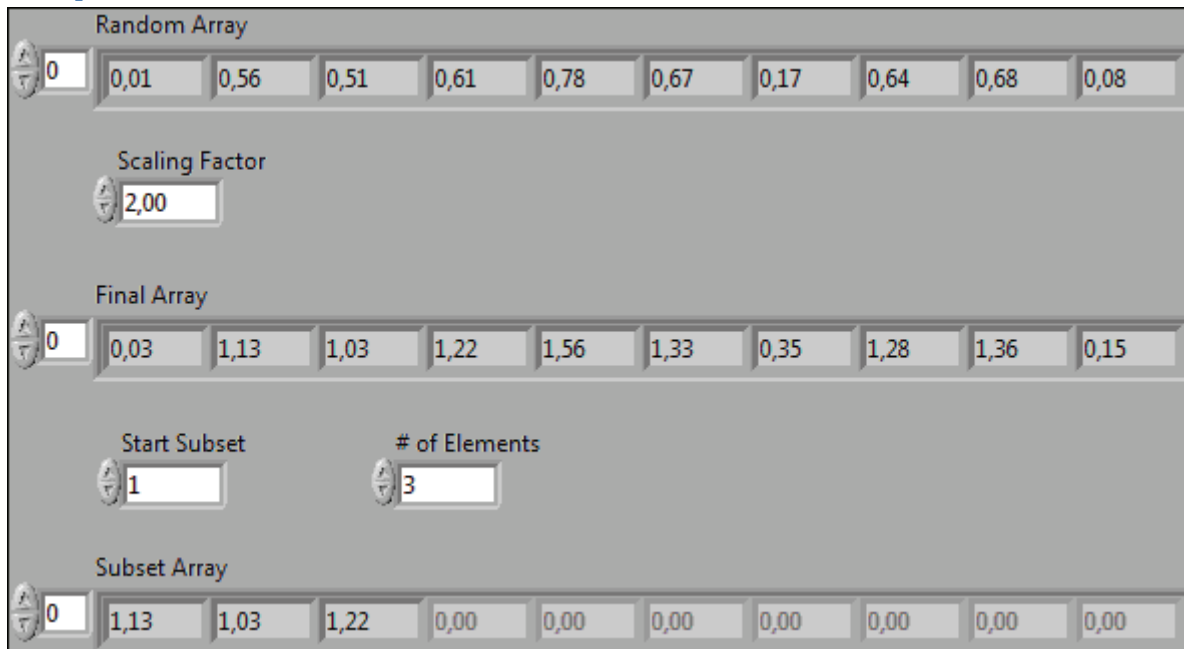 Random Array
0 0,01 0,56 0,51 0,61 0,78 0,67 0,17 0,64 0,68 0,08
Scaling Factor
2,00
Final Array
0 0,03 1,13 1,03 1,22 1,56 1,33 0,35 1,28 1,36 0,15
Start Subset # of Elements
1 3
Subset Array
0 1,13 1,03 1,22 0,00 0,00 0,00 0,00 0,00 0,00 0,00